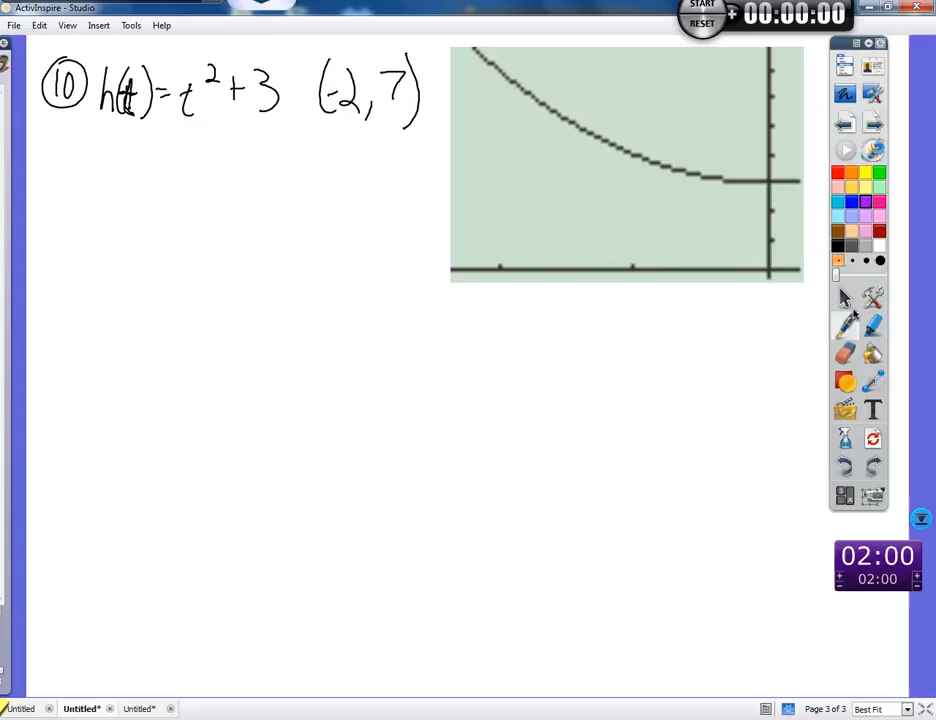 ActivInspire - Studio
START
RESET
00:00:00
File Edit View Insert Tools Help
10 h(t) = t² + 3 (-2, 7)
T
02:00
02:00
Untitled Untitled* Untitled* Page 3 of 3 Best Fit